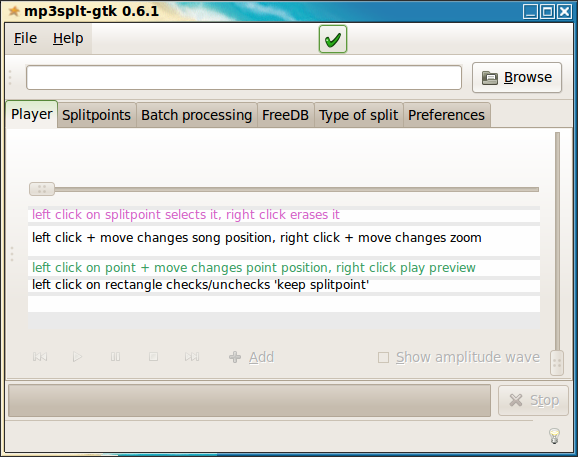 mp3splt-gtk 0.6.1
File Help
Browse
Player Splitpoints Batch processing FreeDB Type of split Preferences
left click on splitpoint selects it, right click erases it
left click + move changes song position, right click + move changes zoom
left click on point + move changes point position, right click play preview
left click on rectangle checks/unchecks 'keep splitpoint'
Add Show amplitude wave
Stop